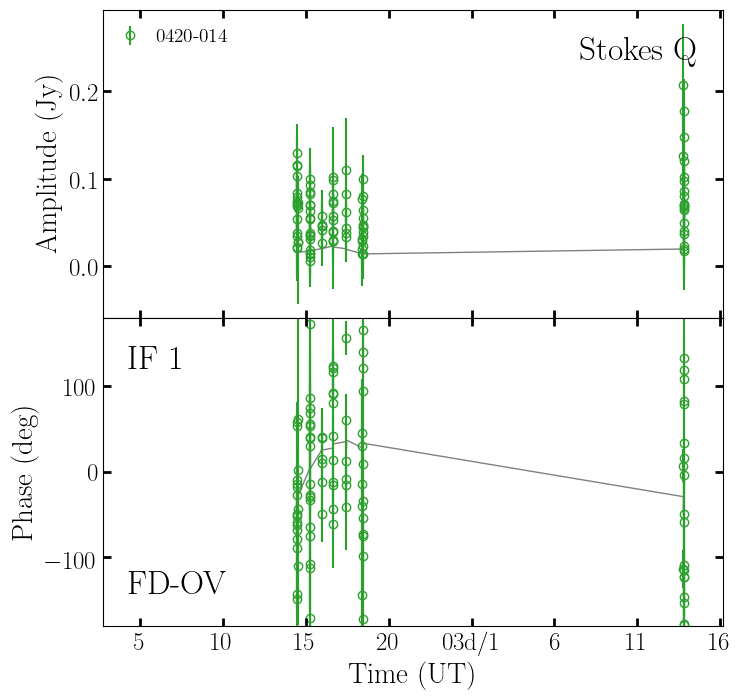 0420-014
Stokes Q
Amplitude (Jy)
0.2
0.1
0.0
IF 1
Phase (deg)
100
0
−100
FD-OV
5 10 15 20 03d/1 6 11 16
Time (UT)